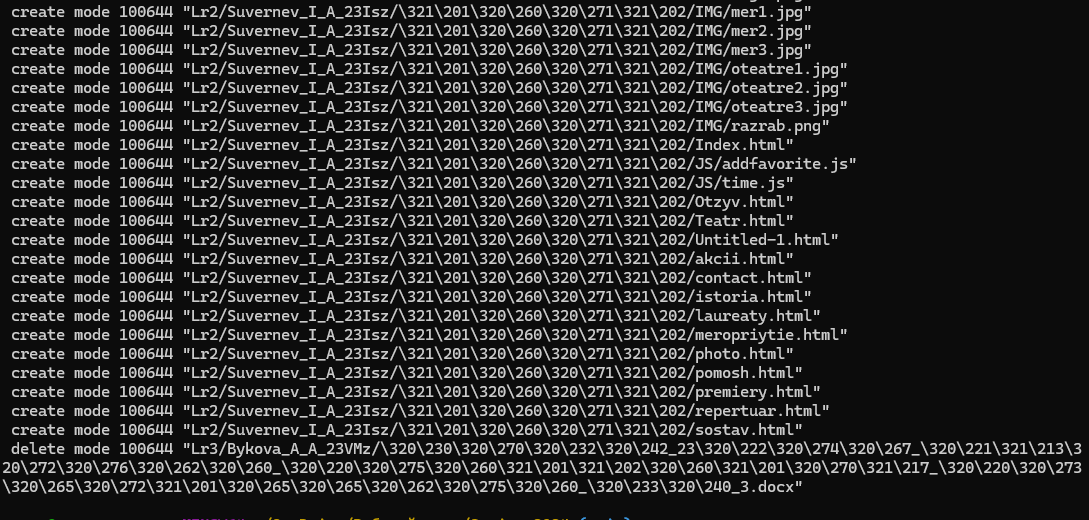 create mode 100644 "Lr2/Suvernev_I_A_23Isz/\321\201\320\260\320\271\321\202/IMG/mer1.jpg"
create mode 100644 "Lr2/Suvernev_I_A_23Isz/\321\201\320\260\320\271\321\202/IMG/mer2.jpg"
create mode 100644 "Lr2/Suvernev_I_A_23Isz/\321\201\320\260\320\271\321\202/IMG/mer3.jpg"
create mode 100644 "Lr2/Suvernev_I_A_23Isz/\321\201\320\260\320\271\321\202/IMG/oteatre1.jpg"
create mode 100644 "Lr2/Suvernev_I_A_23Isz/\321\201\320\260\320\271\321\202/IMG/oteatre2.jpg"
create mode 100644 "Lr2/Suvernev_I_A_23Isz/\321\201\320\260\320\271\321\202/IMG/oteatre3.jpg"
create mode 100644 "Lr2/Suvernev_I_A_23Isz/\321\201\320\260\320\271\321\202/IMG/razrab.png"
create mode 100644 "Lr2/Suvernev_I_A_23Isz/\321\201\320\260\320\271\321\202/Index.html"
create mode 100644 "Lr2/Suvernev_I_A_23Isz/\321\201\320\260\320\271\321\202/JS/addfavorite.js"
create mode 100644 "Lr2/Suvernev_I_A_23Isz/\321\201\320\260\320\271\321\202/JS/time.js"
create mode 100644 "Lr2/Suvernev_I_A_23Isz/\321\201\320\260\320\271\321\202/Otzyv.html"
create mode 100644 "Lr2/Suvernev_I_A_23Isz/\321\201\320\260\320\271\321\202/Teatr.html"
create mode 100644 "Lr2/Suvernev_I_A_23Isz/\321\201\320\260\320\271\321\202/Untitled-1.html"
create mode 100644 "Lr2/Suvernev_I_A_23Isz/\321\201\320\260\320\271\321\202/akcii.html"
create mode 100644 "Lr2/Suvernev_I_A_23Isz/\321\201\320\260\320\271\321\202/contact.html"
create mode 100644 "Lr2/Suvernev_I_A_23Isz/\321\201\320\260\320\271\321\202/istoria.html"
create mode 100644 "Lr2/Suvernev_I_A_23Isz/\321\201\320\260\320\271\321\202/laureaty.html"
create mode 100644 "Lr2/Suvernev_I_A_23Isz/\321\201\320\260\320\271\321\202/meropriytie.html"
create mode 100644 "Lr2/Suvernev_I_A_23Isz/\321\201\320\260\320\271\321\202/photo.html"
create mode 100644 "Lr2/Suvernev_I_A_23Isz/\321\201\320\260\320\271\321\202/pomosh.html"
create mode 100644 "Lr2/Suvernev_I_A_23Isz/\321\201\320\260\320\271\321\202/premiery.html"
create mode 100644 "Lr2/Suvernev_I_A_23Isz/\321\201\320\260\320\271\321\202/repertuar.html"
create mode 100644 "Lr2/Suvernev_I_A_23Isz/\321\201\320\260\320\271\321\202/sostav.html"
delete mode 100644 "Lr3/Bykova_A_A_23VMz/\320\230\320\270\320\232\320\242_23\320\222\320\274\320\267_\320\221\321\213\3
20\272\320\276\320\262\320\260_\320\220\320\275\320\260\321\201\321\202\320\260\321\201\320\270\321\217_\320\220\320\273
\320\265\320\272\321\201\320\265\320\265\320\262\320\275\320\260_\320\233\320\240_3.docx"